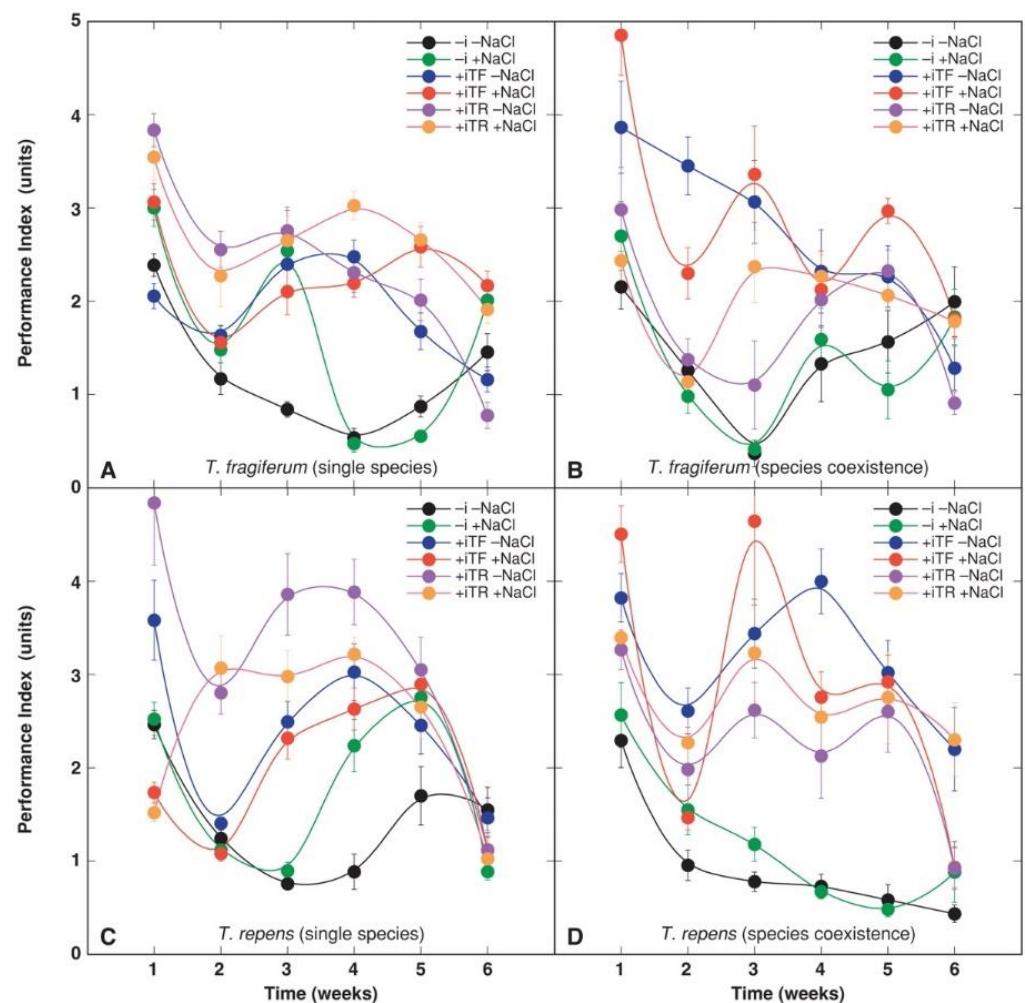 Performance Index (units)
5
4
3
2
1
0
–i –NaCl
–i +NaCl
+iTF –NaCl
+iTF +NaCl
+iTR –NaCl
+iTR +NaCl
A
T. fragiferum (single species)
–i –NaCl
–i +NaCl
+iTF –NaCl
+iTF +NaCl
+iTR –NaCl
+iTR +NaCl
B
T. fragiferum (species coexistence)
Performance Index (units)
4
3
2
1
0
–i –NaCl
–i +NaCl
+iTF –NaCl
+iTF +NaCl
+iTR –NaCl
+iTR +NaCl
C
T. repens (single species)
1 2 3 4 5 6
Time (weeks)
–i –NaCl
–i +NaCl
+iTF –NaCl
+iTF +NaCl
+iTR –NaCl
+iTR +NaCl
D
T. repens (species coexistence)
1 2 3 4 5 6
Time (weeks)